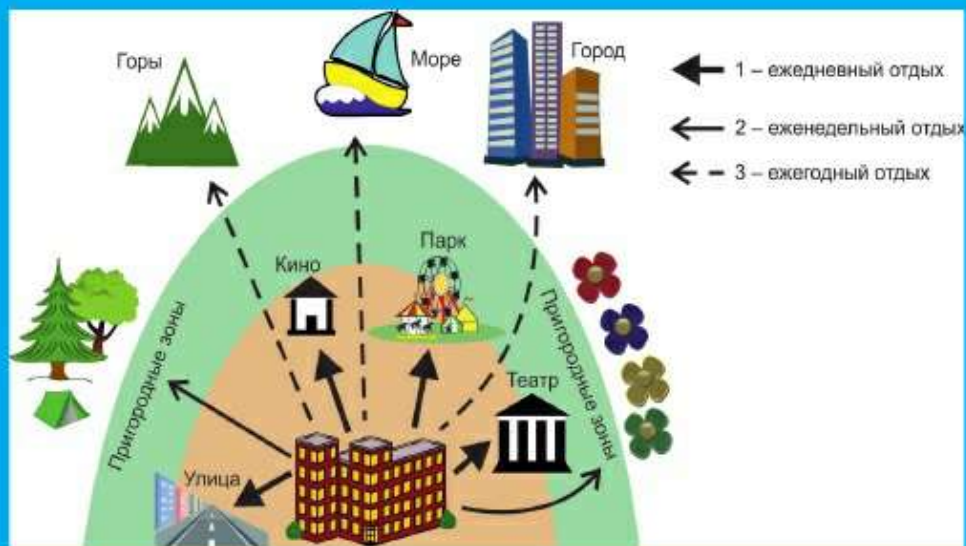 Горы
Море
Город
1 – ежедневный отдых
2 – еженедельный отдых
3 – ежегодный отдых
Кино
Парк
Пригородные зоны
Пригородные зоны
Театр
Улица